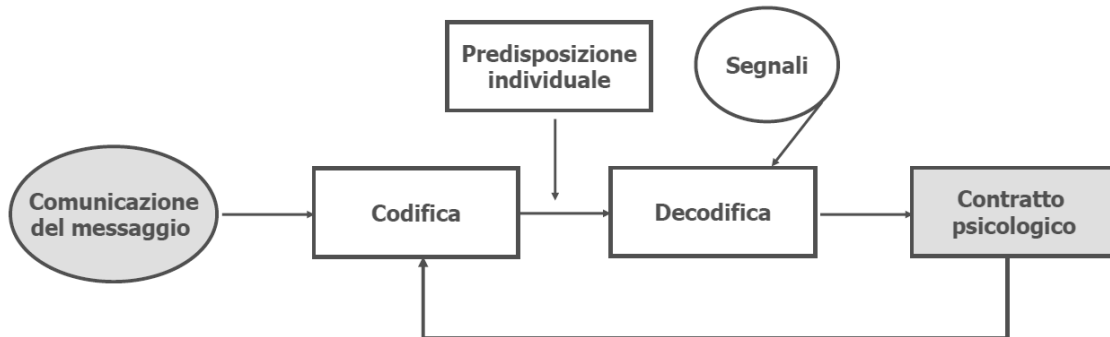 Predisposizione
individuale
Segnali
Comunicazione
del messaggio
Codifica
Decodifica
Contratto
psicologico